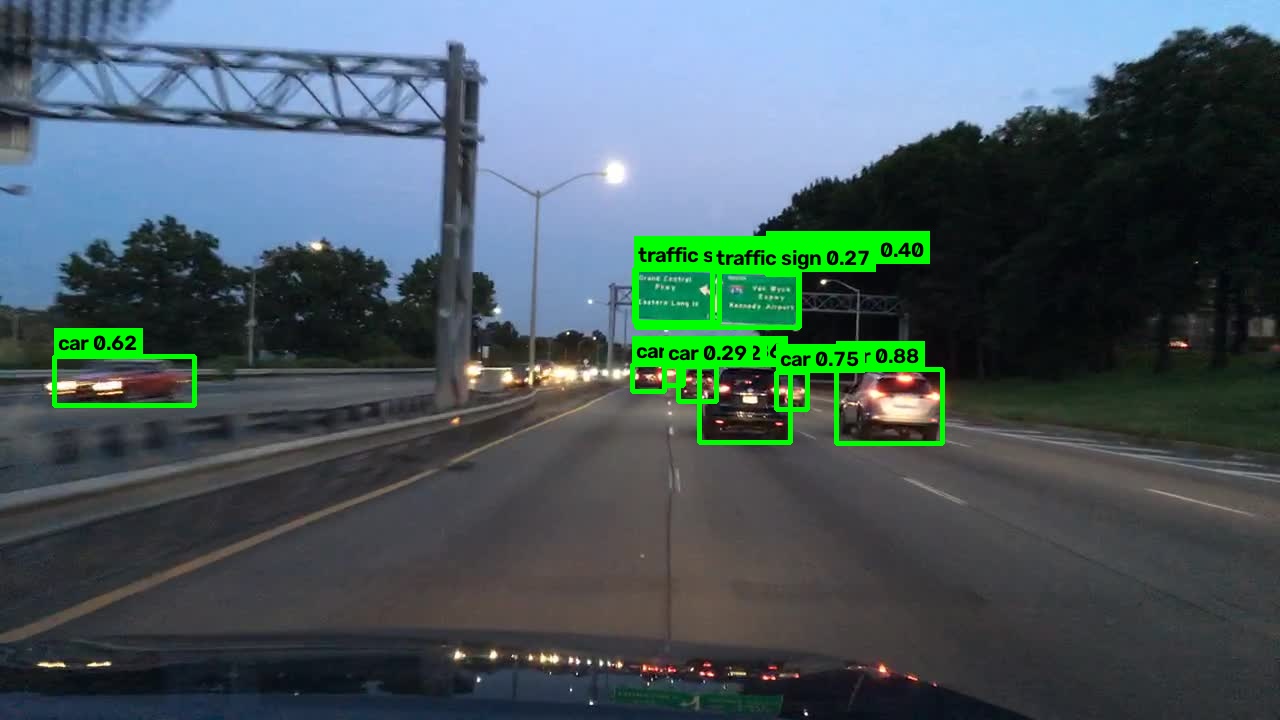 traffic s
traffic sign 0.27
0.40
Grand Central
Pkwy
Eastern Long Is
Van Wyck
Expwy
Kennedy Airport
car 0.62
car
car 0.29
car 0.75
r 0.88